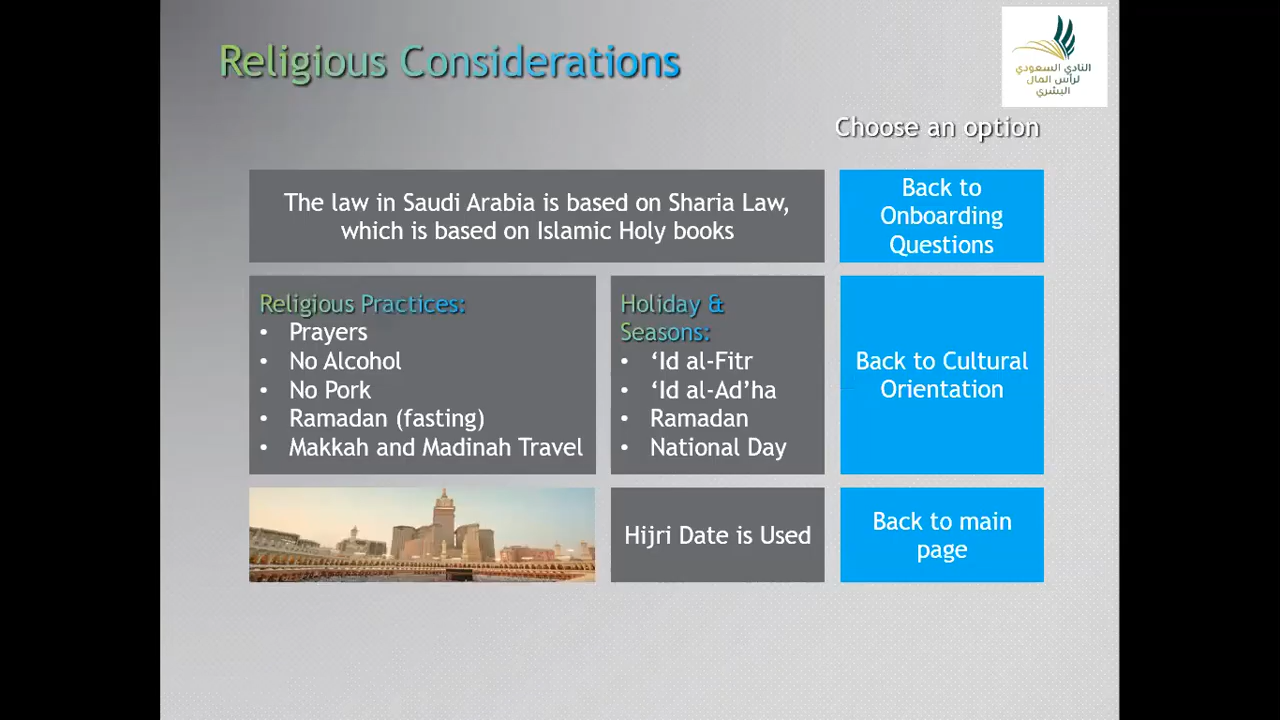 Religious Considerations
النادي السعودي
لرأس المال
البشري
Choose an option
The law in Saudi Arabia is based on Sharia Law,
which is based on Islamic Holy books
Back to
Onboarding
Questions
Religious Practices:
• Prayers
• No Alcohol
• No Pork
• Ramadan (fasting)
• Makkah and Madinah Travel
Holiday &
Seasons:
• ‘Id al-Fitr
• ‘Id al-Ad’ha
• Ramadan
• National Day
Back to Cultural
Orientation
Hijri Date is Used
Back to main
page